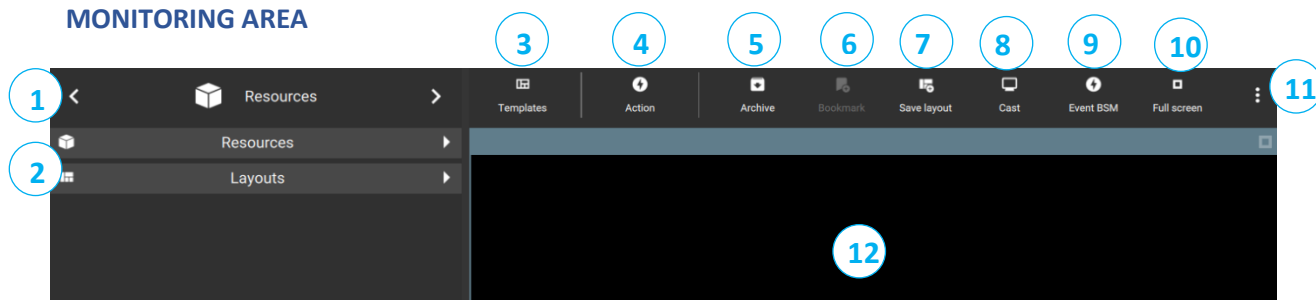 MONITORING AREA
3 4 5 6 7 8 9 10
1 Resources 11
Templates Action Archive Bookmark Save layout Cast Event BSM Full screen
Resources
2 Layouts
12